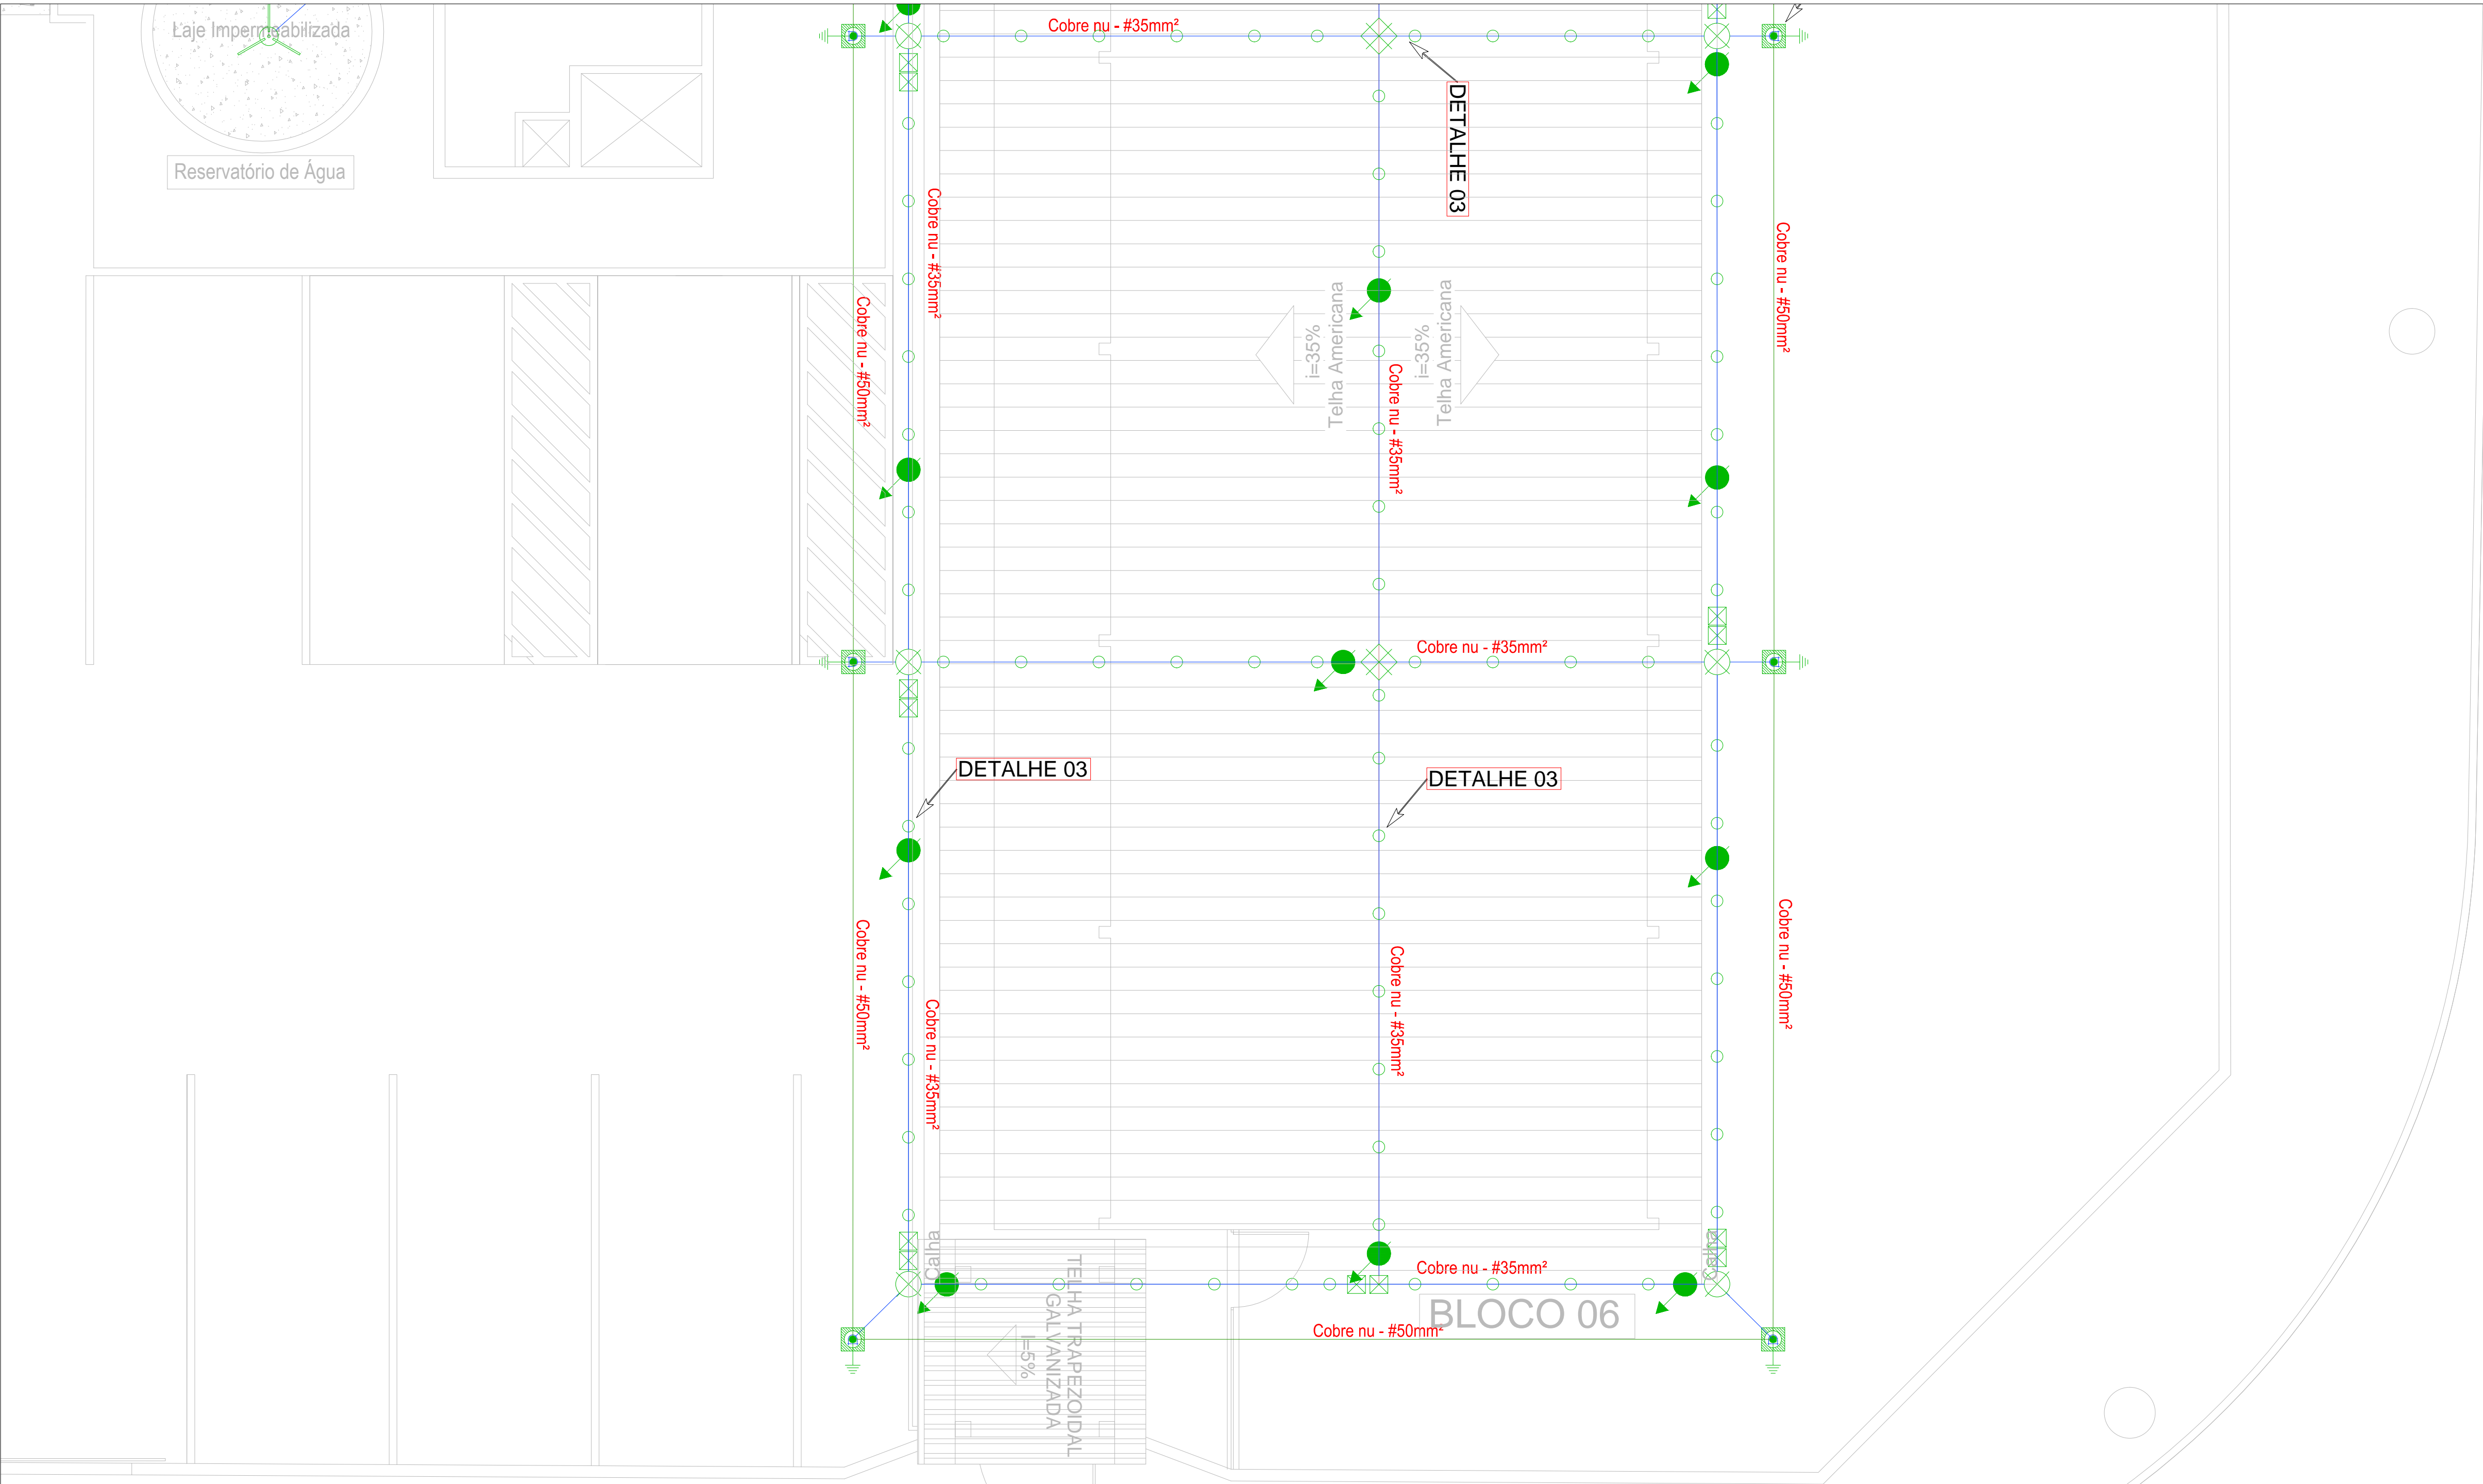 Laje Impermeabilizada
Cobre nu - #35mm²
DETALHE 03
Reservatório de Água
Cobre nu - #35mm²
Cobre nu - #50mm²
Cobre nu - #50mm²
i=35%
Telha Americana
i=35%
Telha Americana
Cobre nu - #35mm²
Cobre nu - #35mm²
DETALHE 03
DETALHE 03
Cobre nu - #50mm²
Cobre nu - #35mm²
Cobre nu - #35mm²
Cobre nu - #50mm²
Calha
Calha
Cobre nu - #35mm²
BLOCO 06
Cobre nu - #50mm²
TELHA TRAPEZOIDAL
GALVANIZADA
I=5%